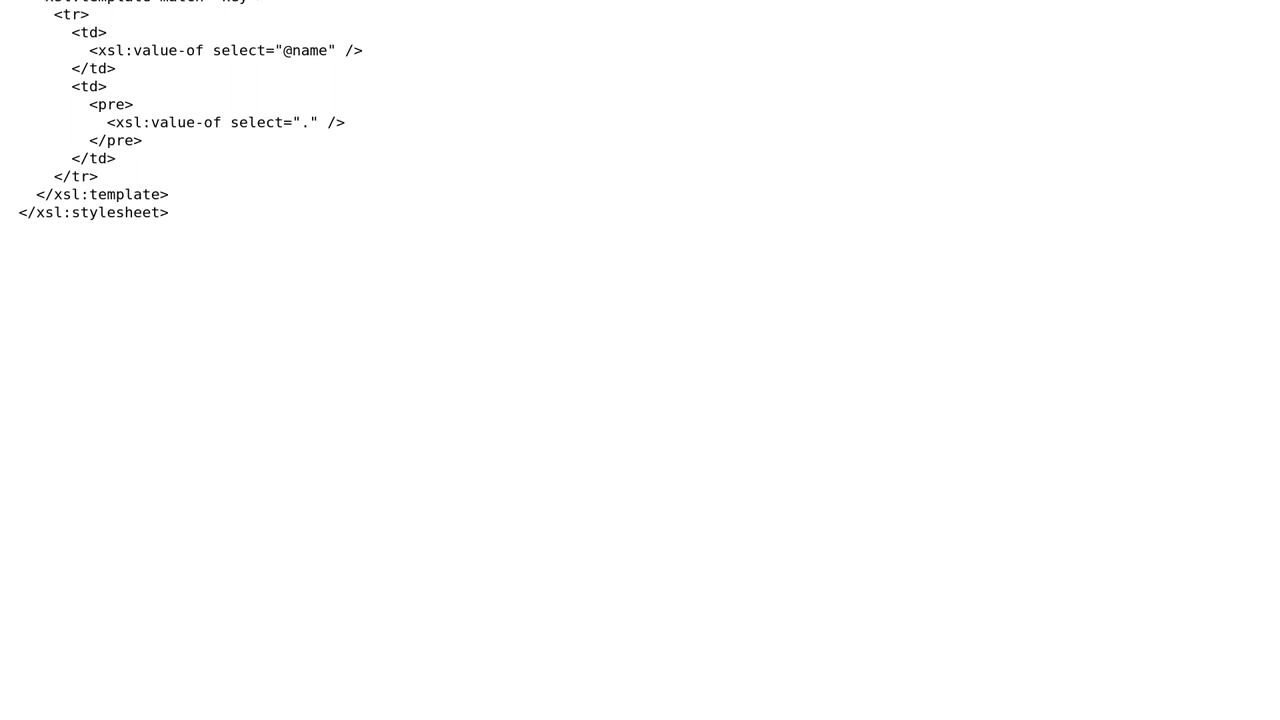 <tr>
<td>
<xsl:value-of select="@name" />
</td>
<td>
<pre>
<xsl:value-of select="." />
</pre>
</td>
</tr>
</xsl:template>
</xsl:stylesheet>